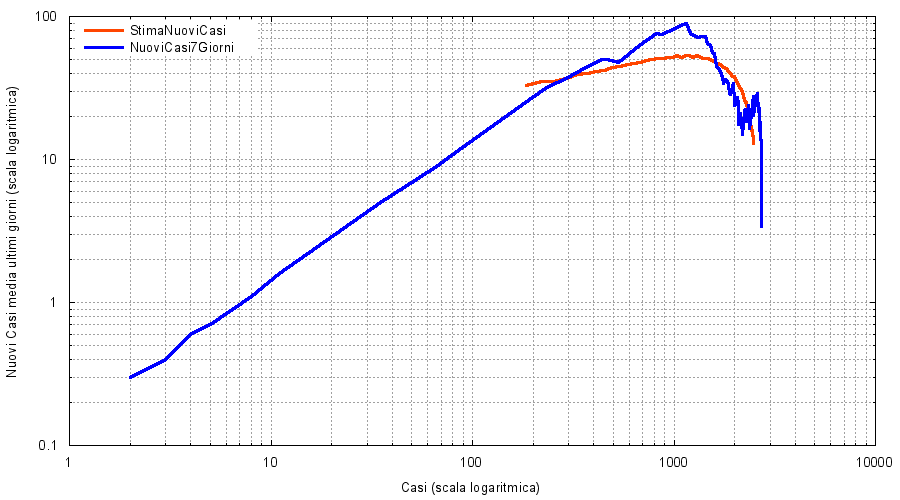 100
StimaNuoviCasi
NuoviCasi7Giorni
10
1
0.1
Nuovi Casi media ultimi giorni (scala logaritmica)
1 10 100 1000 10000
Casi (scala logaritmica)